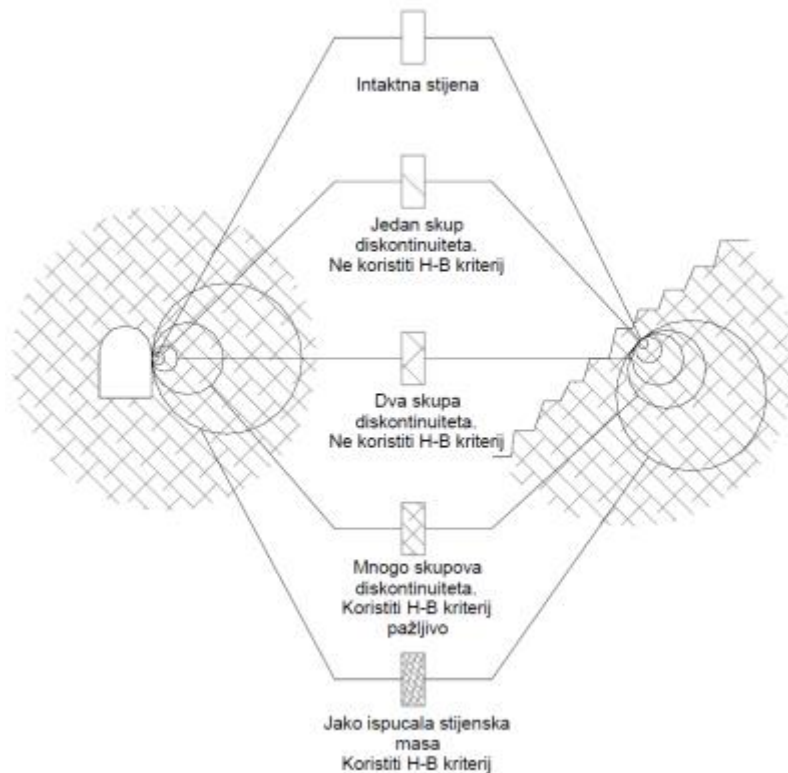 Intaktna stijena
Jedan skup
diskontinuiteta.
Ne koristiti H-B kriterij
Dva skupa
diskontinuiteta.
Ne koristiti H-B kriterij
Mnogo skupova
diskontinuiteta.
Koristiti H-B kriterij
pažljivo
Jako ispucala stijenska
masa
Koristiti H-B kriterij